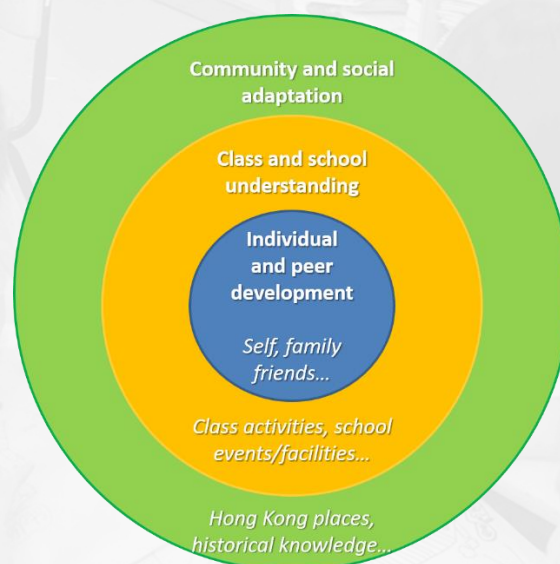 Community and social
adaptation
Class and school
understanding
Individual
and peer
development
Self, family
friends...
Class activities, school
events/facilities...
Hong Kong places,
historical knowledge...